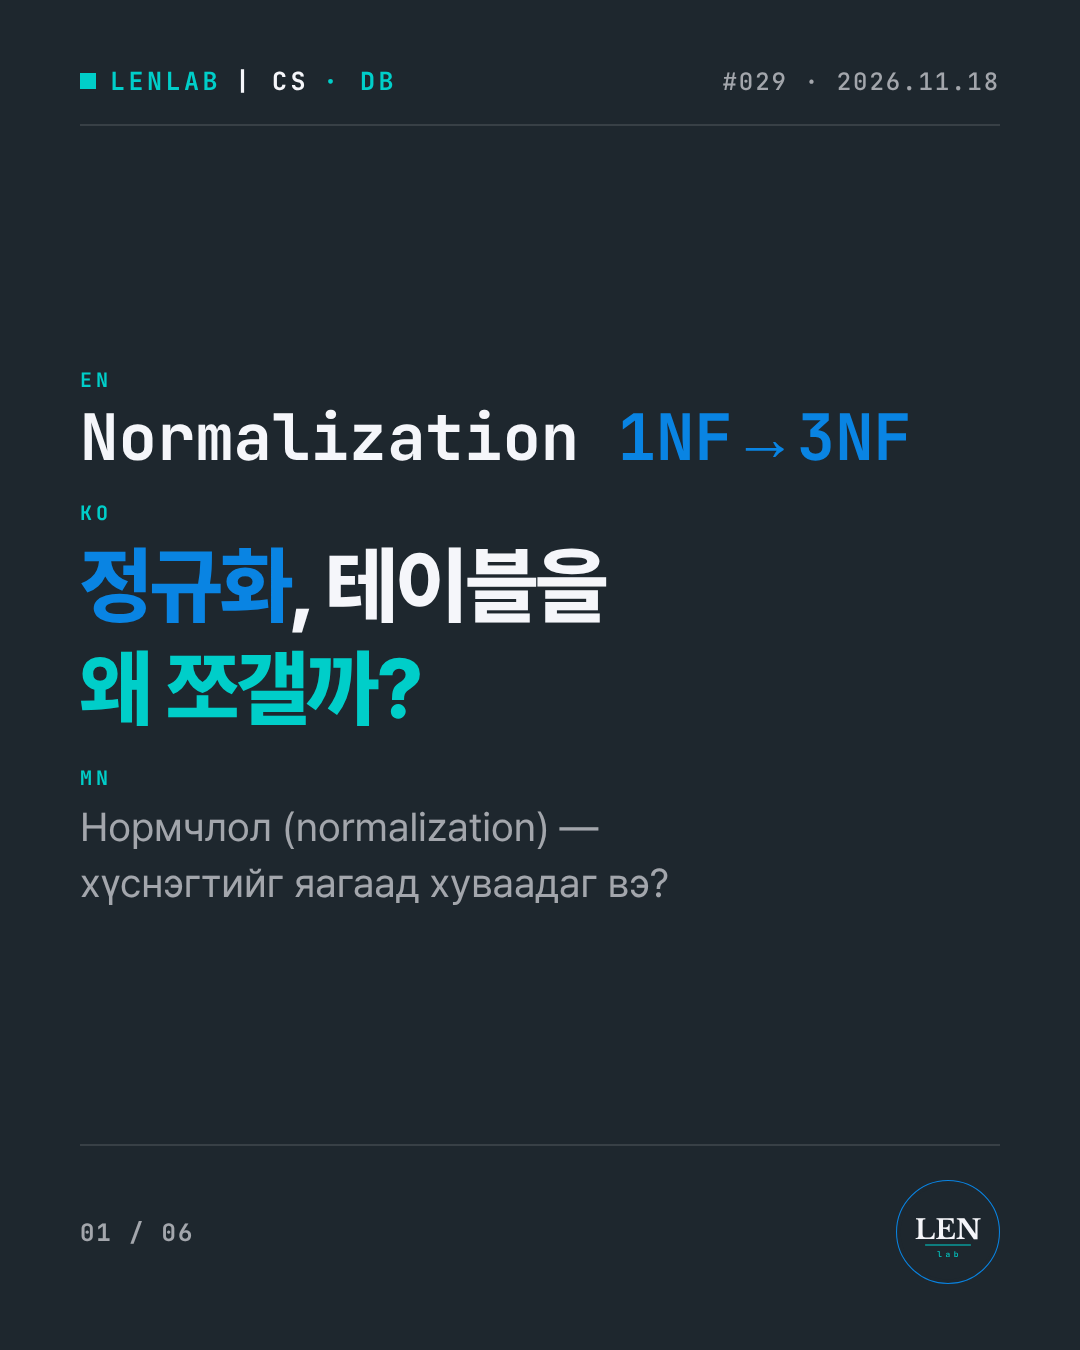 LENLAB | CS · DB
#029 · 2026.11.18
EN
Normalization 1NF→3NF
KO
정규화, 테이블을
왜 쪼갤까?
MN
Нормчлол (normalization) —
хүснэгтийг яагаад хуваадаг вэ?
01 / 06
LEN
lab